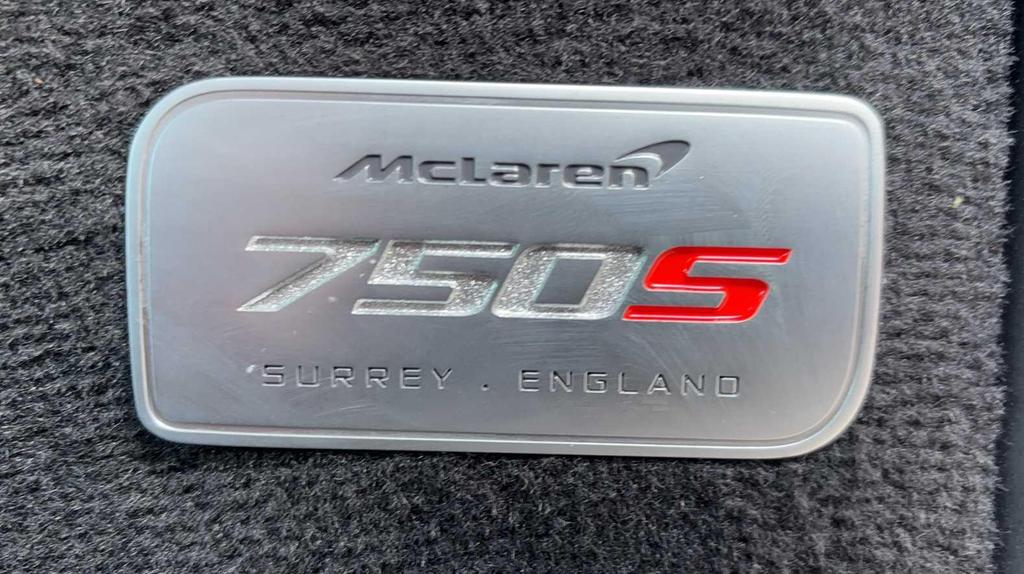 McLaren
750S
SURREY . ENGLAND